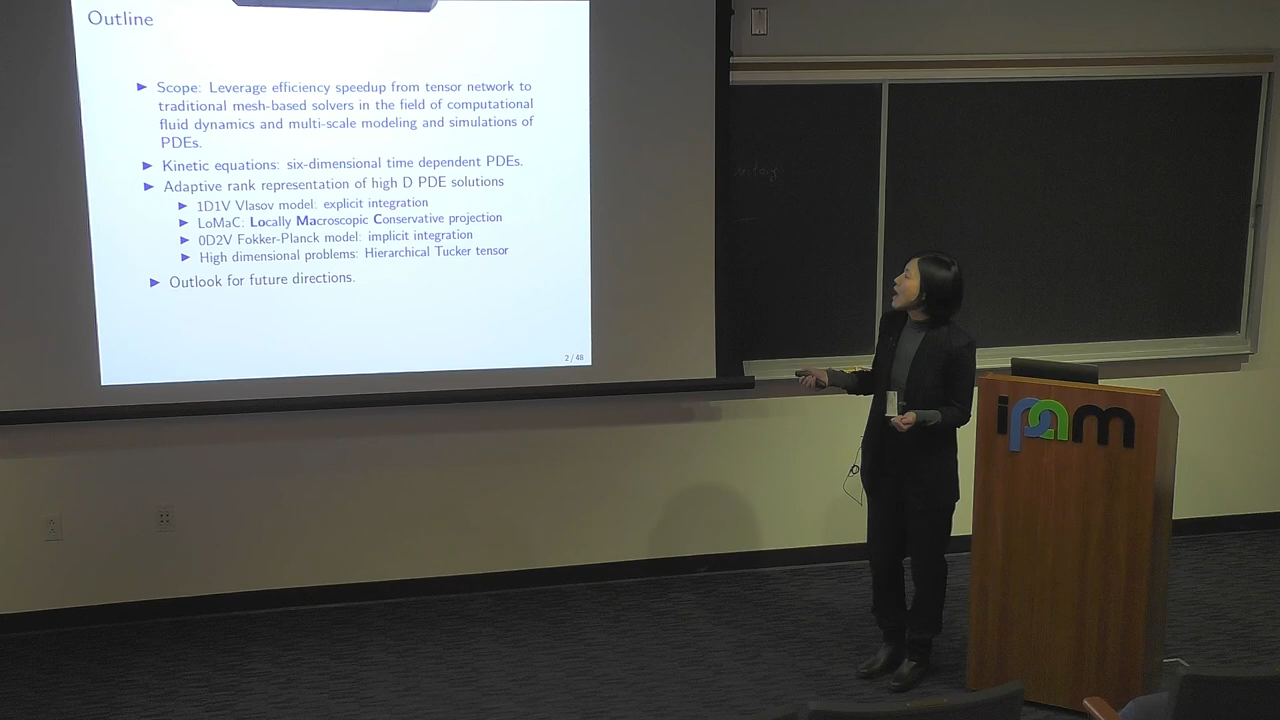 Outline
▶ Scope: Leverage efficiency speedup from tensor network to
traditional mesh-based solvers in the field of computational
fluid dynamics and multi-scale modeling and simulations of
PDEs.
▶ Kinetic equations: six-dimensional time dependent PDEs.
▶ Adaptive rank representation of high D PDE solutions
▶ 1D1V Vlasov model: explicit integration
▶ LoMaC: Locally Macroscopic Conservative projection
▶ 0D2V Fokker-Planck model: implicit integration
▶ High dimensional problems: Hierarchical Tucker tensor
▶ Outlook for future directions.
2 / 48
ipam